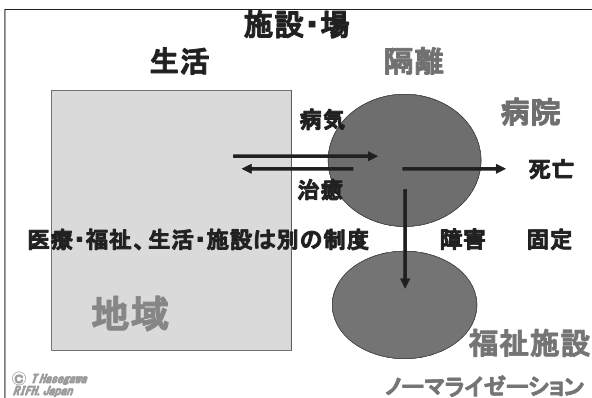 施設・場
生活
隔離
病院
病気
死亡
治癒
医療・福祉、生活・施設は別の制度
障害
固定
地域
福祉施設
ノーマライゼーション
© T Hasegawa
RIFH. Japan